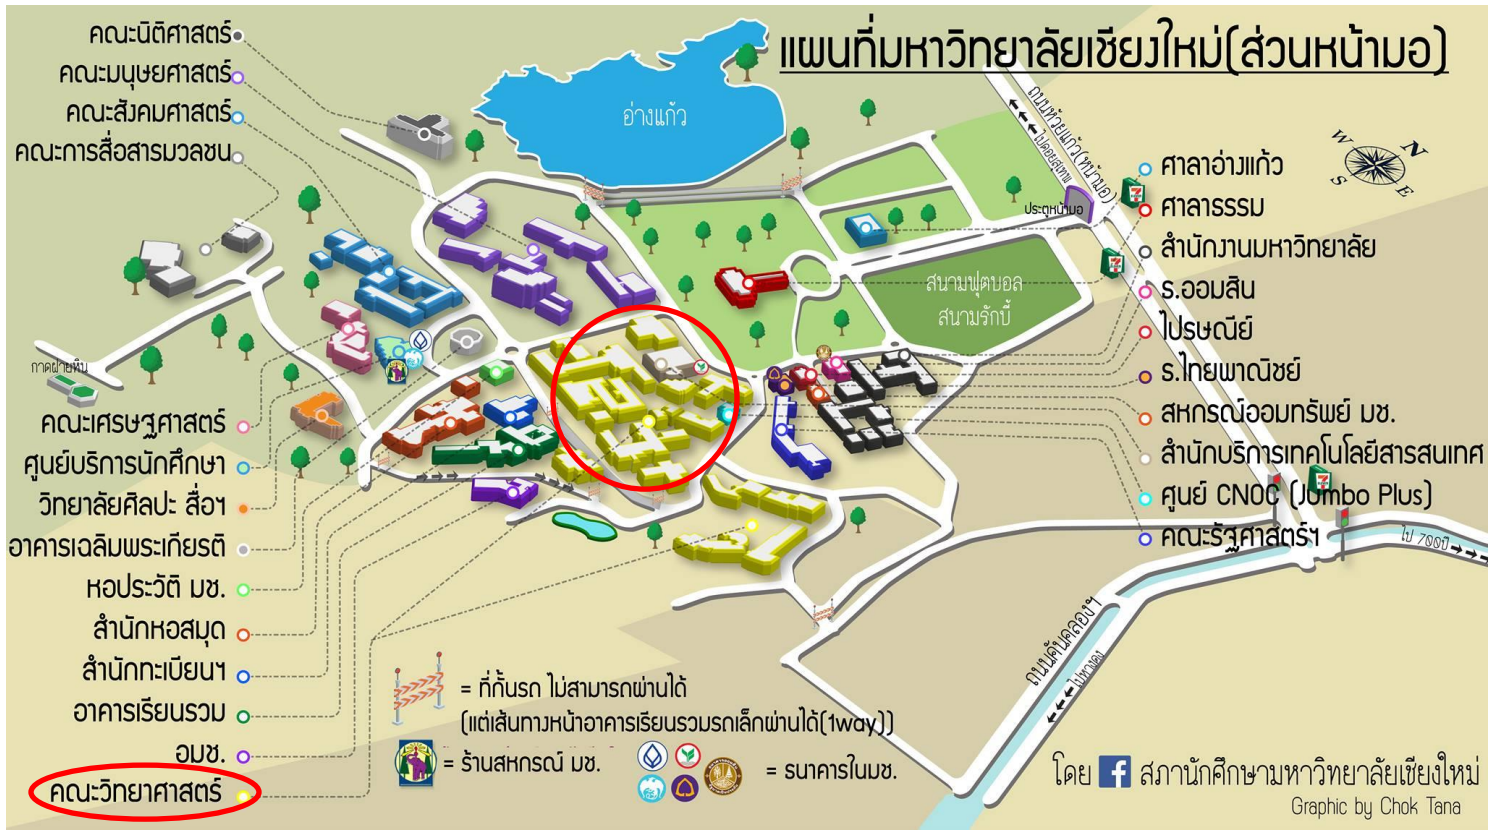 แผนที่มหาวิทยาลัยเชียงใหม่(ส่วนหน้ามอ)
คณะนิติศาสตร์
คณะมนุษยศาสตร์
คณะสังคมศาสตร์
คณะการสื่อสารมวลชน
อ่างแก้ว
ถนนห้วยแก้ว(หน้ามอ)
ไปดอยสุเทพ
ประตูหน้ามอ
N
W
S
E
7
7
7
ศาลาอ่างแก้ว
ศาลาธรรม
สำนักงานมหาวิทยาลัย
ธ.ออมสิน
ไปรษณีย์
ธ.ไทยพาณิชย์
สหกรณ์ออมทรัพย์ มช.
สำนักบริการเทคโนโลยีสารสนเทศ
ศูนย์ CNOC (Jumbo Plus)
คณะรัฐศาสตร์ฯ
สนามฟุตบอล
สนามรักบี้
กาดฝายหิน
คณะเศรษฐศาสตร์
ศูนย์บริการนักศึกษา
วิทยาลัยศิลปะ สื่อฯ
อาคารเฉลิมพระเกียรติ
หอประวัติ มช.
สำนักหอสมุด
สำนักทะเบียนฯ
อาคารเรียนรวม
อมช.
คณะวิทยาศาสตร์
ไป 700ปี
ถนนคันคลองฯ
ไปหางดง
= ที่กั้นรถ ไม่สามารถผ่านได้
(แต่เส้นทางหน้าอาคารเรียนรวมรถเล็กผ่านได้(1way))
= ร้านสหกรณ์ มช.
= ธนาคารในมช.
โดย f สภานักศึกษามหาวิทยาลัยเชียงใหม่
Graphic by Chok Tana